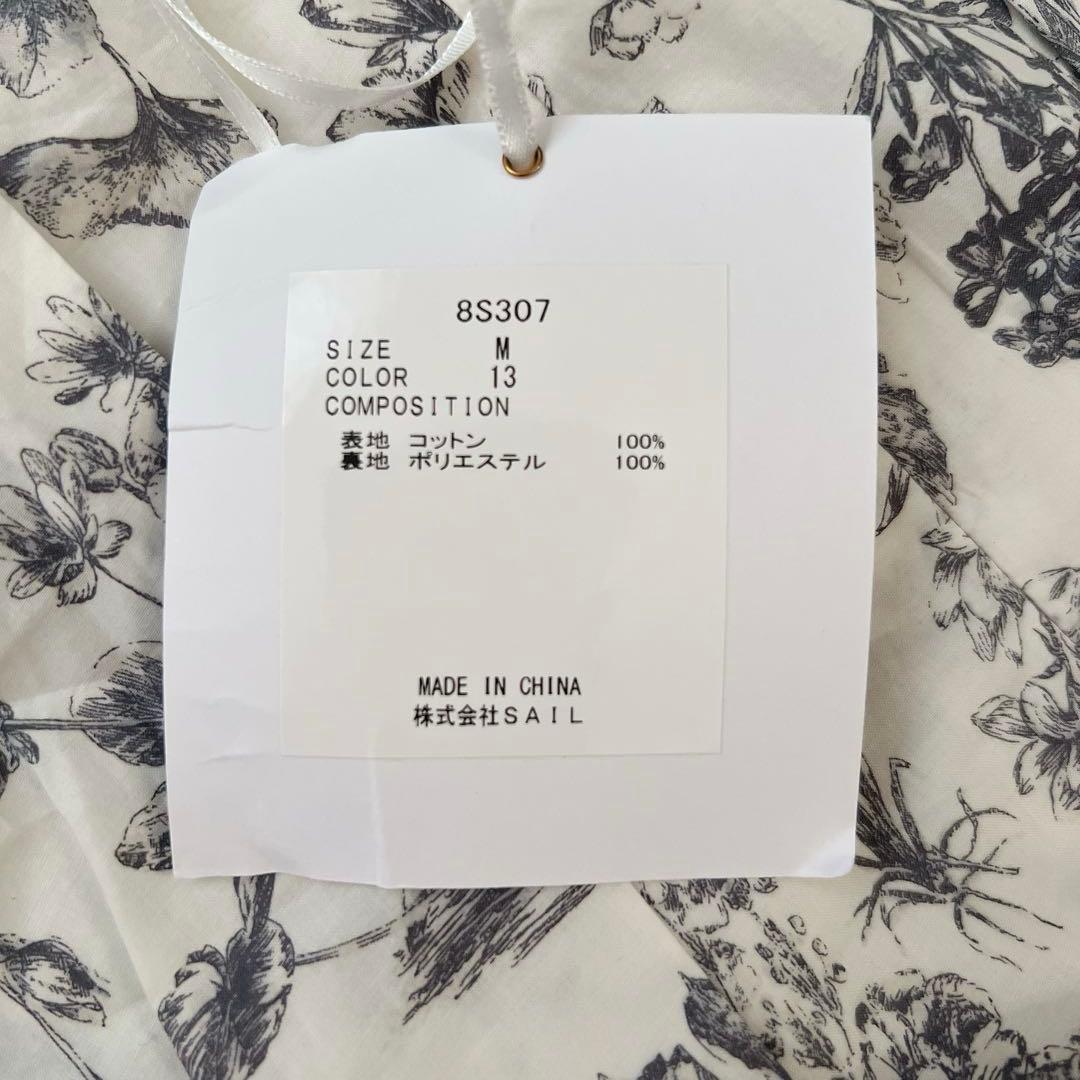 8S307
SIZE M
COLOR 13
COMPOSITION
表地 コットン 100%
裏地 ポリエステル 100%
MADE IN CHINA
株式会社SAIL